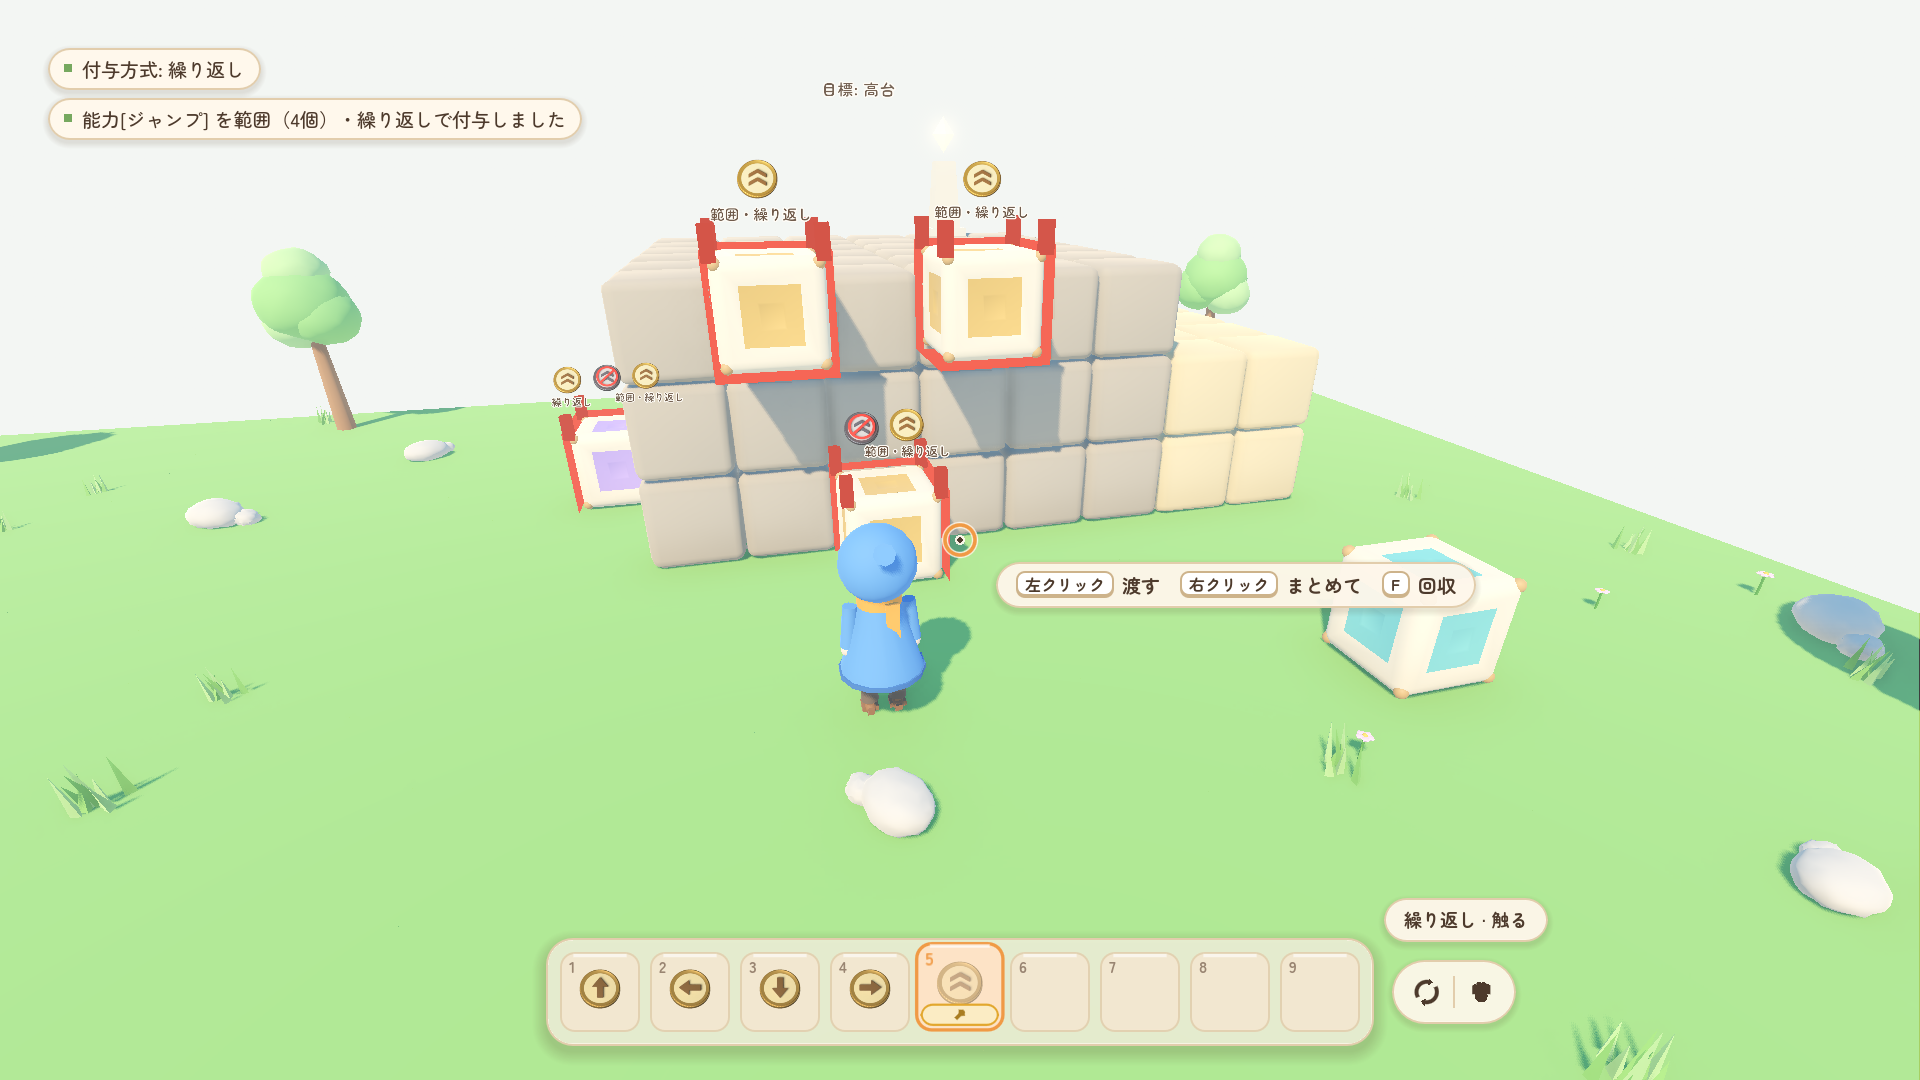 付与方式: 繰り返し
能力[ジャンプ] を範囲（4個）・繰り返しで付与しました
目標: 高台
範囲・繰り返し
範囲・繰り返し
繰り返し
範囲・繰り返し
範囲・繰り返し
左クリック 渡す 右クリック まとめて F 回収
繰り返し · 触る
1 2 3 4 5 6 7 8 9